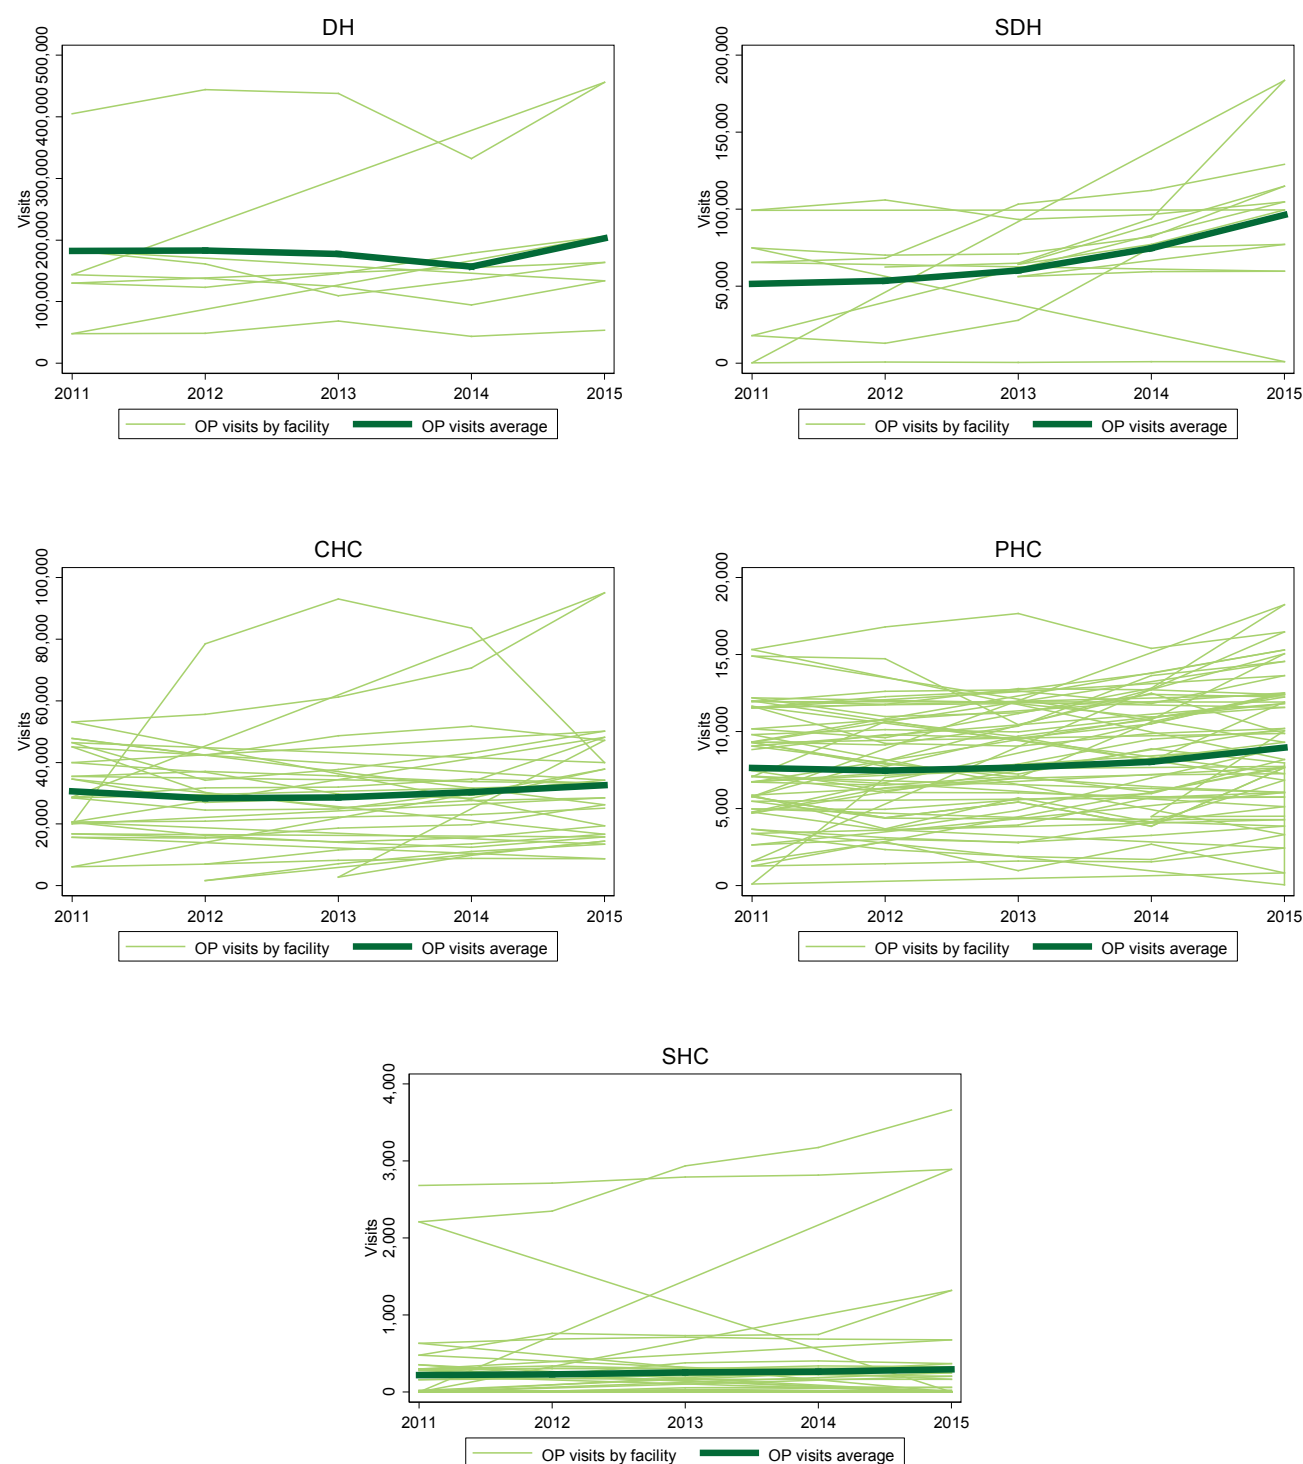 DH
Visits
0 100,000 200,000 300,000 400,000 500,000
2011 2012 2013 2014 2015
OP visits by facility OP visits average
SDH
Visits
0 50,000 100,000 150,000 200,000
2011 2012 2013 2014 2015
OP visits by facility OP visits average
CHC
Visits
0 20,000 40,000 60,000 80,000 100,000
2011 2012 2013 2014 2015
OP visits by facility OP visits average
PHC
Visits
0 5,000 10,000 15,000 20,000
2011 2012 2013 2014 2015
OP visits by facility OP visits average
SHC
Visits
0 1,000 2,000 3,000 4,000
2011 2012 2013 2014 2015
OP visits by facility OP visits average